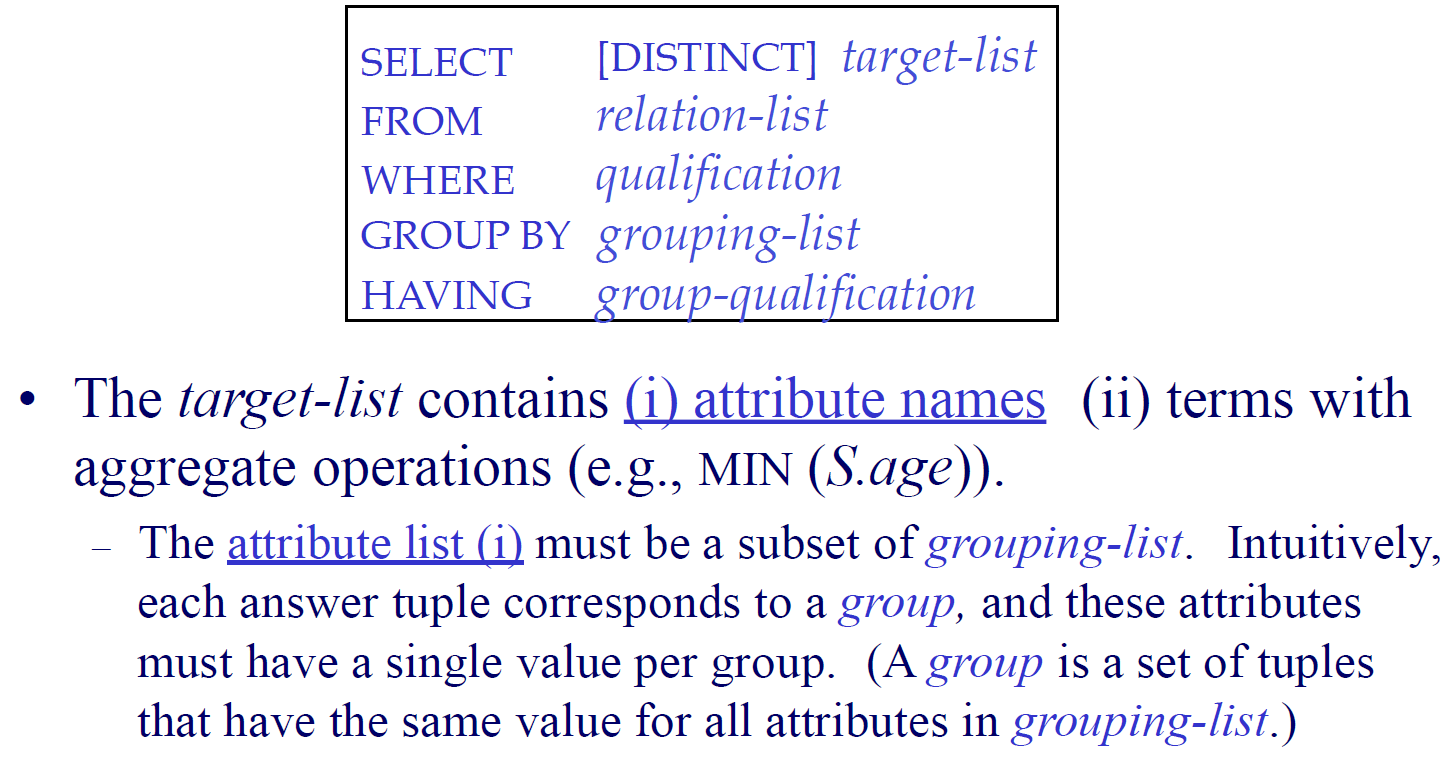 SELECT [DISTINCT] target-list
FROM relation-list
WHERE qualification
GROUP BY grouping-list
HAVING group-qualification
• The target-list contains (i) attribute names (ii) terms with
aggregate operations (e.g., MIN (S.age)).
– The attribute list (i) must be a subset of grouping-list. Intuitively,
each answer tuple corresponds to a group, and these attributes
must have a single value per group. (A group is a set of tuples
that have the same value for all attributes in grouping-list.)